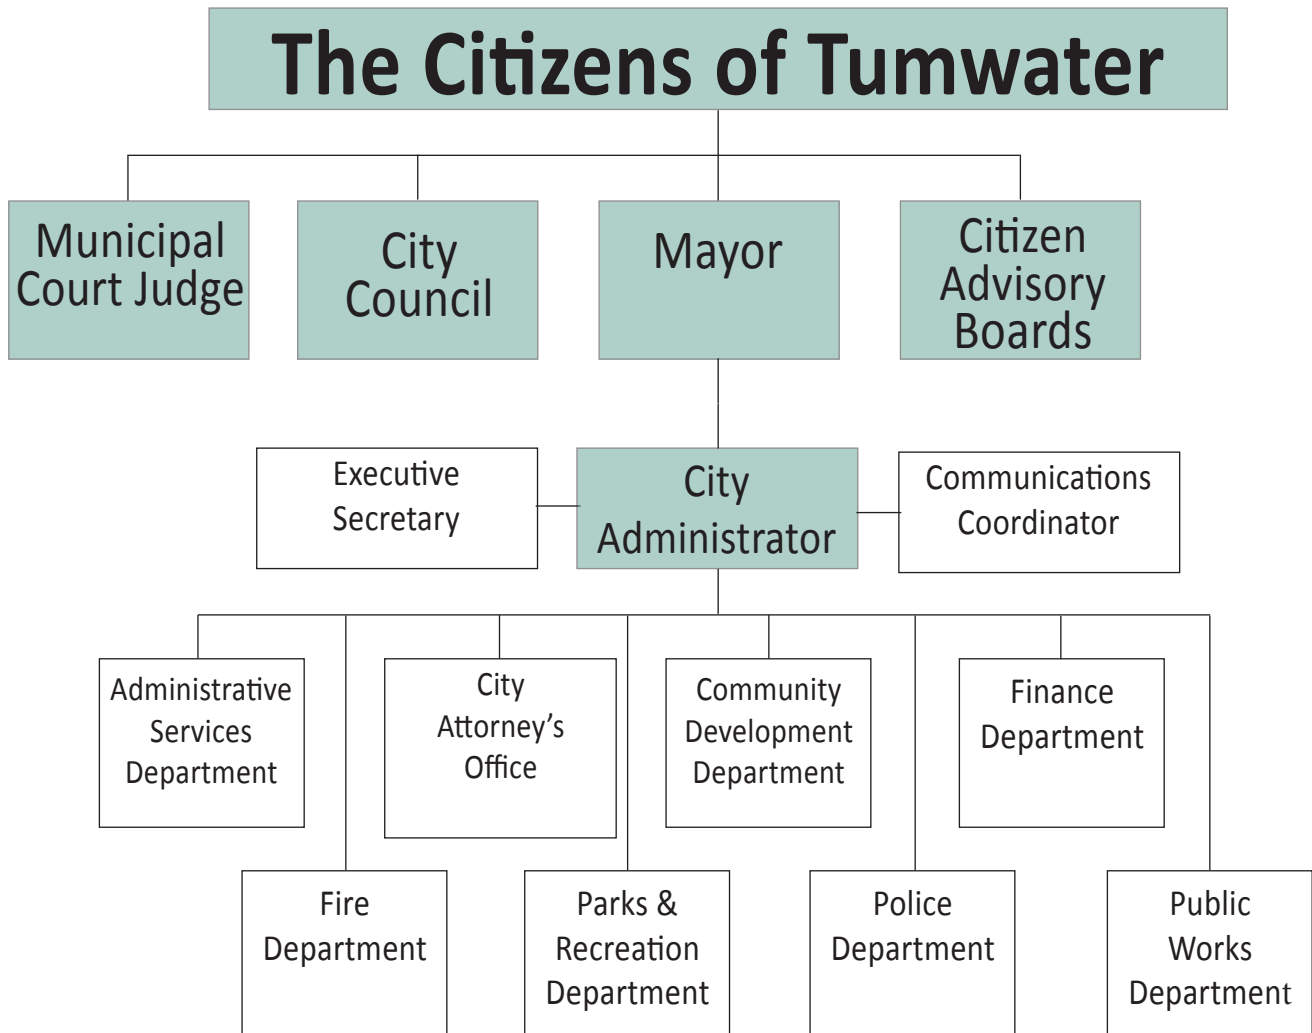 The Citizens of Tumwater
Municipal
Court Judge
City
Council
Mayor
Citizen
Advisory
Boards
Executive
Secretary
City
Administrator
Communications
Coordinator
Administrative
Services
Department
City
Attorney’s
Office
Community
Development
Department
Finance
Department
Fire
Department
Parks &
Recreation
Department
Police
Department
Public
Works
Department